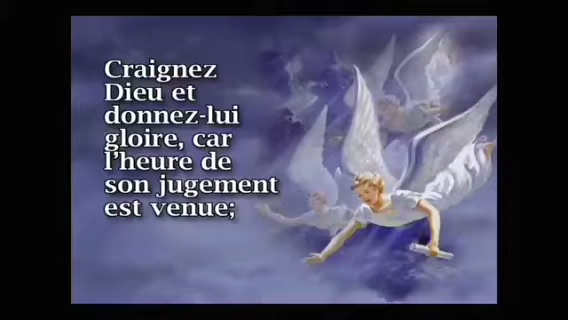 Craignez
Dieu et
donnez-lui
gloire, car
l'heure de
son jugement
est venue;